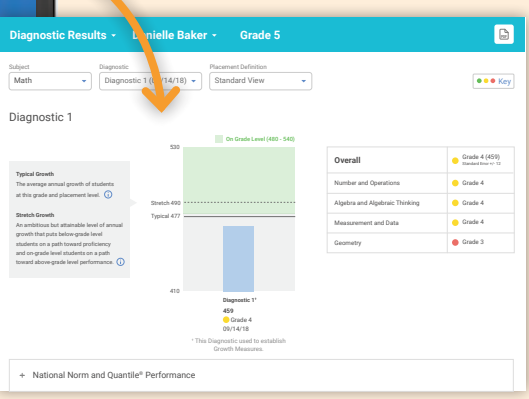 Diagnostic Results
Danielle Baker
Grade 5
Subject
Diagnostic
Placement Definition
Math
Diagnostic 1 (09/14/18)
Standard View
Key
Diagnostic 1
On Grade Level (480 - 540)
530
Typical Growth
The average annual growth of students
at this grade and placement level.
Stretch Growth
An ambitious but attainable level of annual
growth that puts below-grade level
students on a path toward proficiency
and on-grade level students on a path
toward above-grade level performance.
Stretch 490
Typical 477
410
Diagnostic 1¹
459
Grade 4
09/14/18
¹ This Diagnostic used to establish
Growth Measures.
Overall
Grade 4 (459)
Standard Error +/- 12
Number and Operations
Grade 4
Algebra and Algebraic Thinking
Grade 4
Measurement and Data
Grade 4
Geometry
Grade 3
+ National Norm and Quantile® Performance